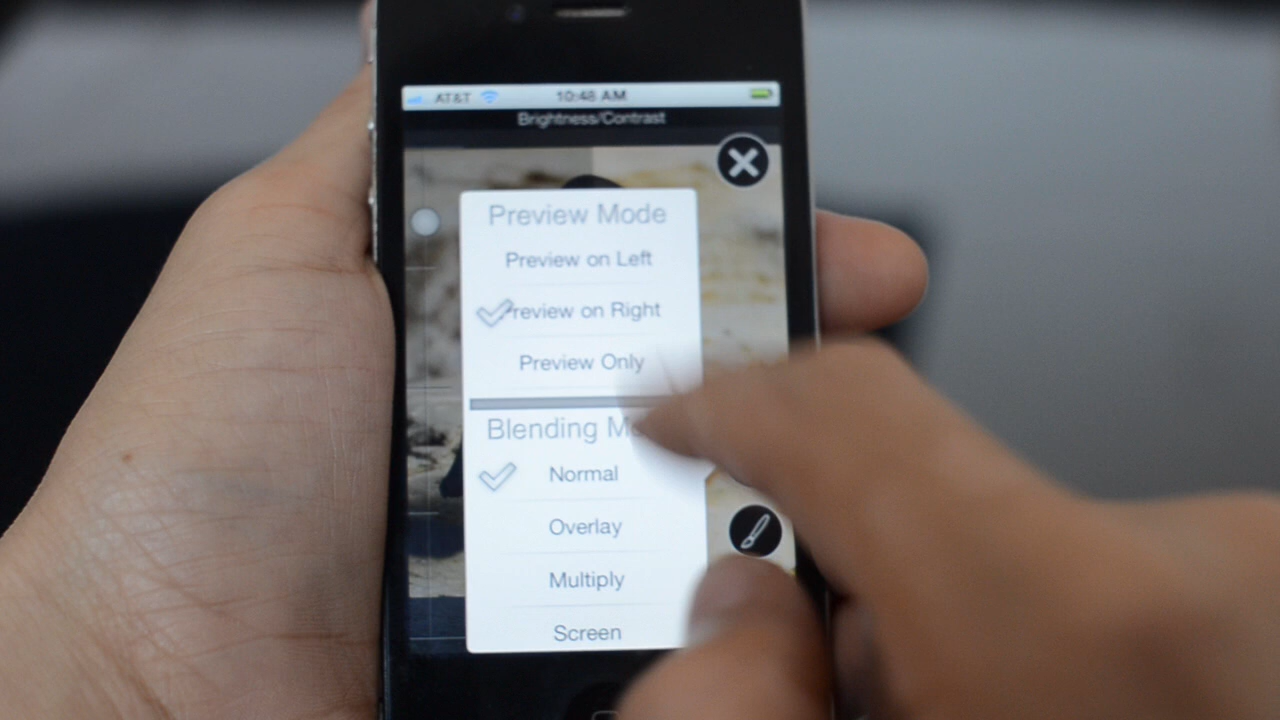 AT&T 10:48 AM
Brightness/Contrast
Preview Mode
Preview on Left
Preview on Right
Preview Only
Blending
Normal
Overlay
Multiply
Screen